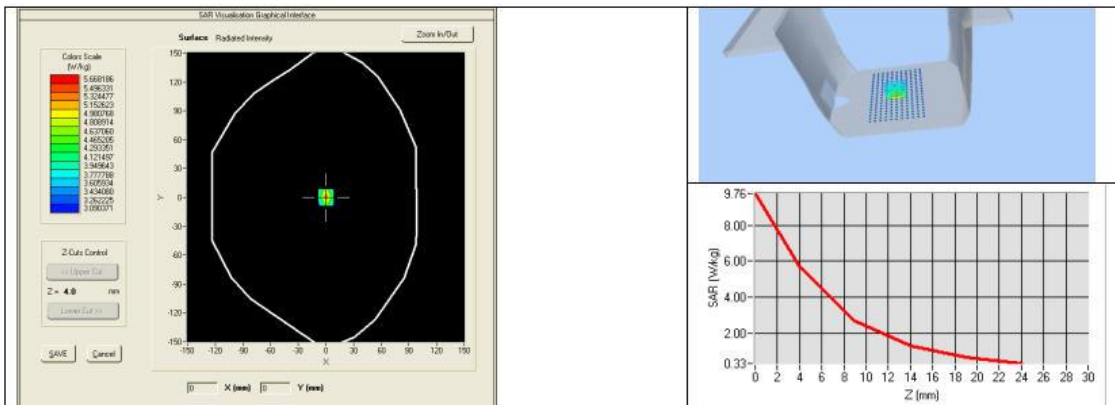 SAR Visualisation Graphical Interface
Surface Radiated Intensity
Zoom In/Out
Colors Scale
(W/kg)
5.668186
5.496331
5.324477
5.152623
4.980768
4.808914
4.637060
4.465205
4.293351
4.121497
3.949643
3.777788
3.605934
3.434080
3.262225
3.090371
Z-Cuts Control
<< Upper Cut
Z = 4.0 mm
Lower Cut >>
SAVE Cancel
150
120
90
60
30
0
-30
-60
-90
-120
-150
Y
-150 -120 -90 -60 -30 0 30 60 90 120 150
X
0 X (mm) 0 Y (mm)
9.76
8.00
6.00
4.00
2.00
0.33
SAR (W/kg)
0 2 4 6 8 10 12 14 16 18 20 22 24 26 28 30
Z (mm)